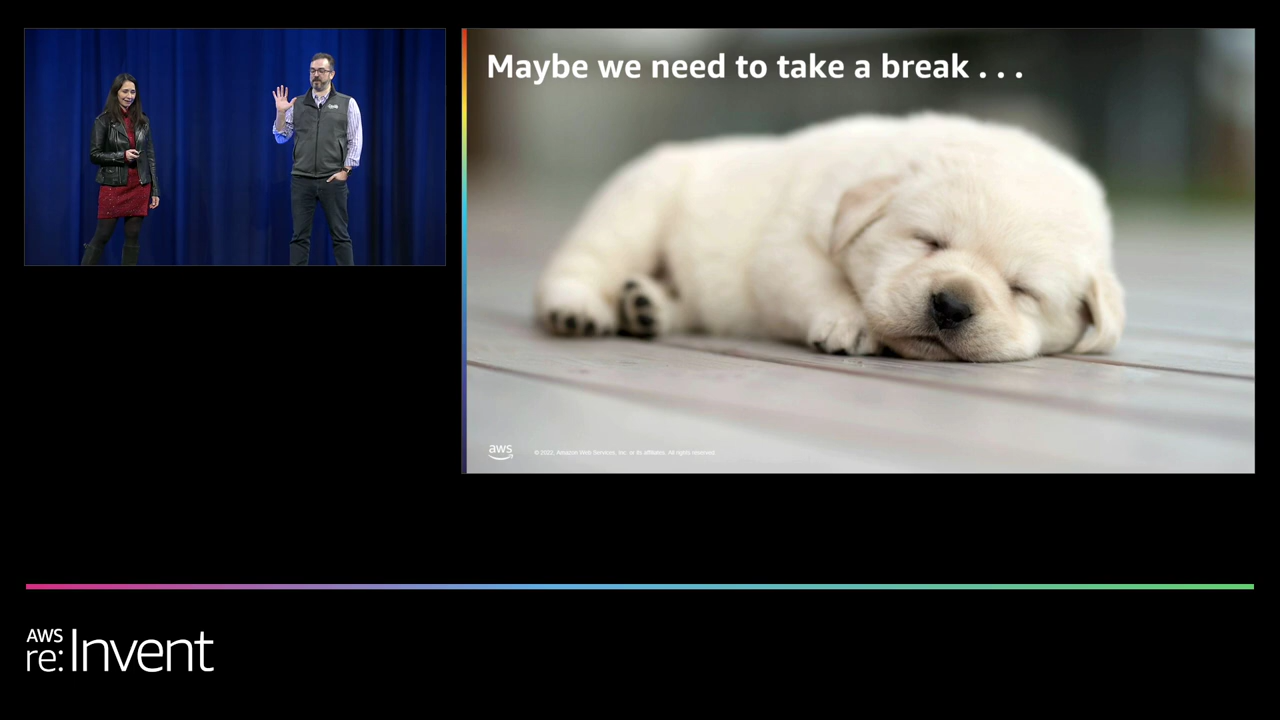 Maybe we need to take a break . . .
aws
© 2022, Amazon Web Services, Inc. or its affiliates. All rights reserved.
AWS
re:Invent